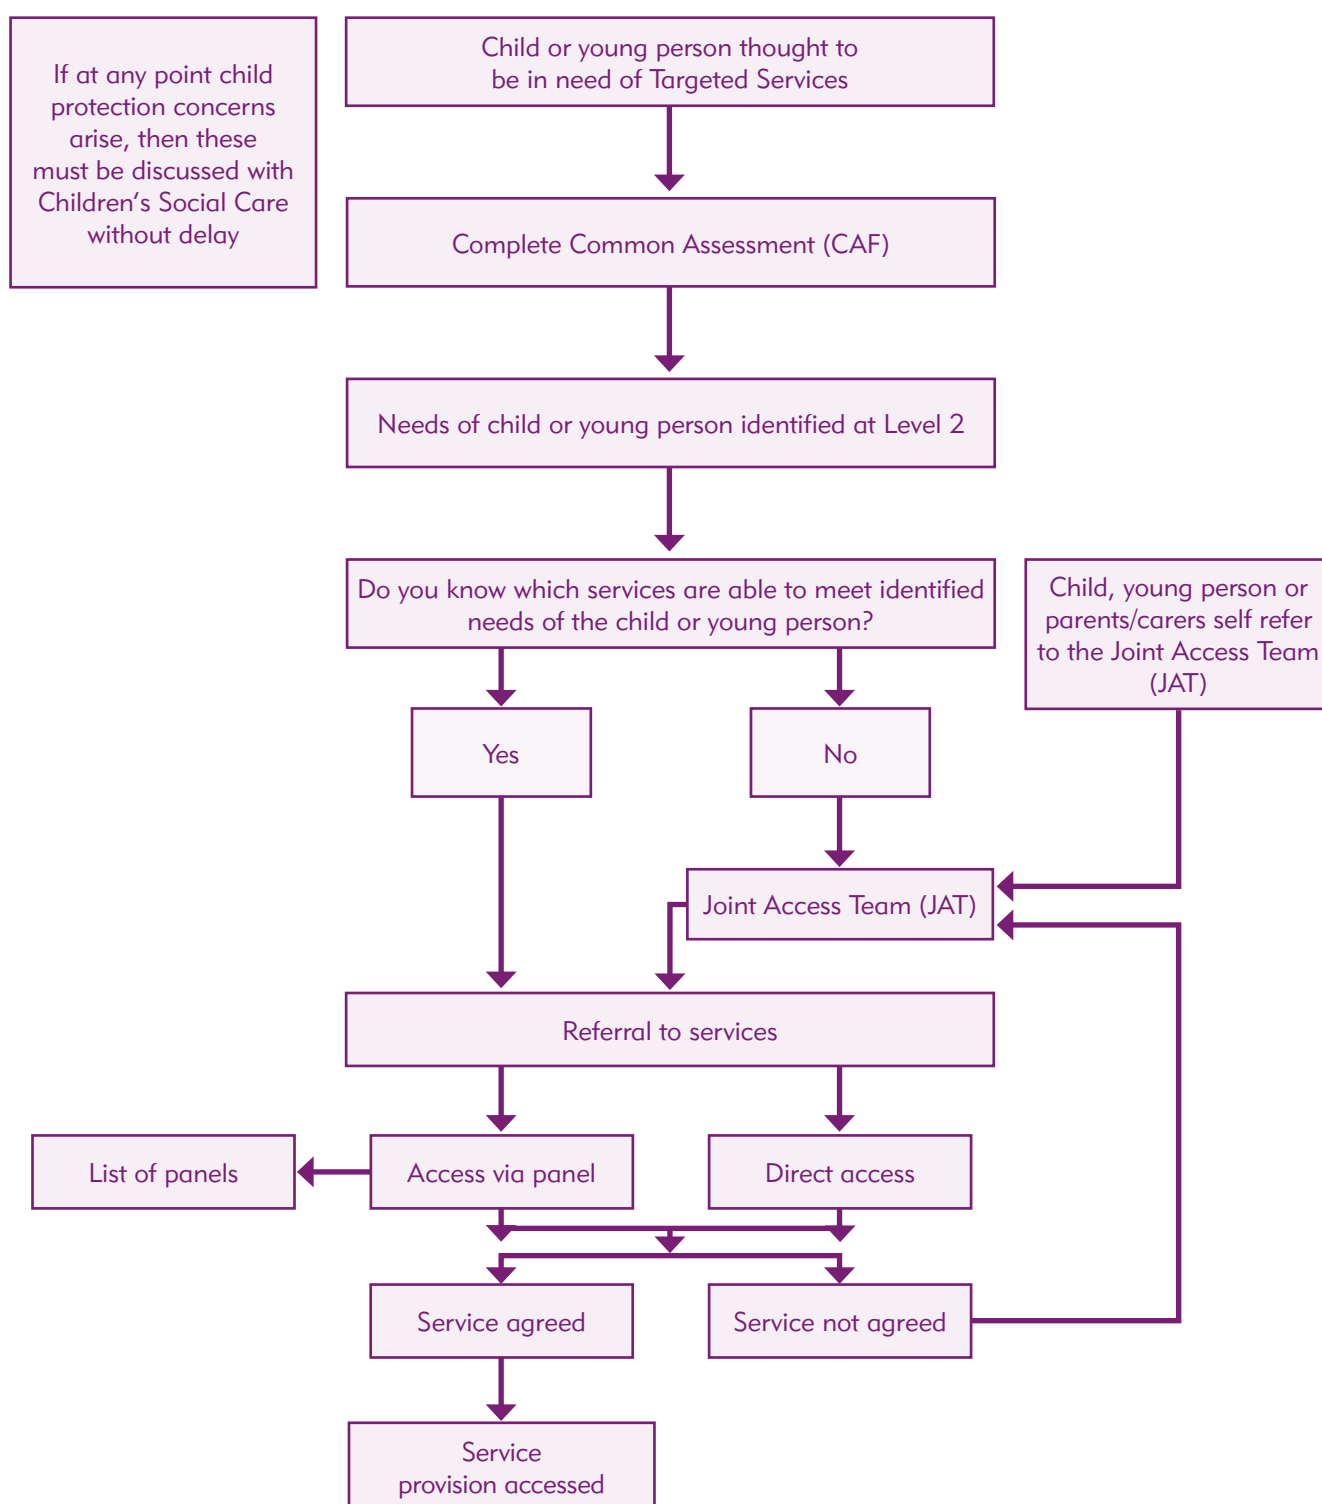 If at any point child
protection concerns
arise, then these
must be discussed with
Children's Social Care
without delay
Child or young person thought to
be in need of Targeted Services
Complete Common Assessment (CAF)
Needs of child or young person identified at Level 2
Do you know which services are able to meet identified
needs of the child or young person?
Child, young person or
parents/carers self refer
to the Joint Access Team
(JAT)
Yes
No
Joint Access Team (JAT)
Referral to services
List of panels
Access via panel
Direct access
Service agreed
Service not agreed
Service
provision accessed